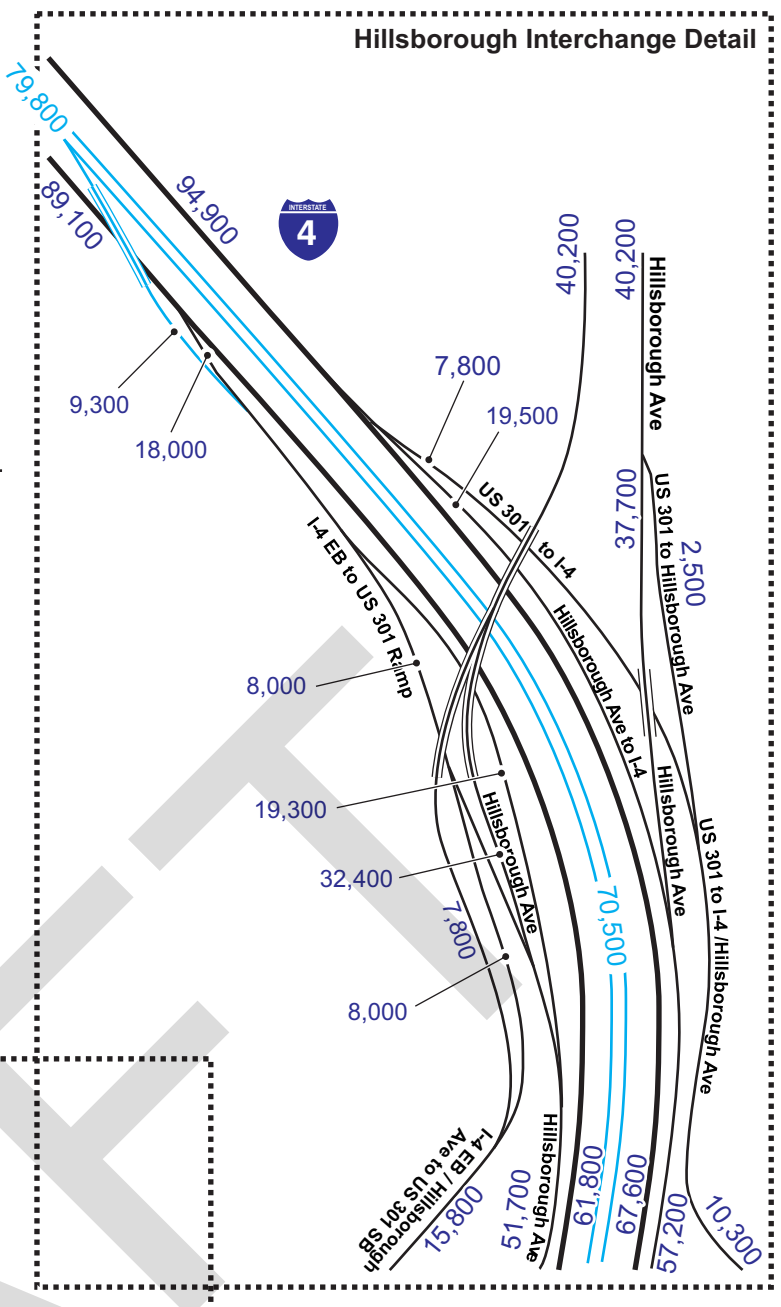 Hillsborough Interchange Detail
79,800
94,900
89,100
INTERSTATE
4
40,200
40,200
Hillsborough Ave
7,800
19,500
9,300
18,000
US 301
to I-4
37,700
US 301 to Hillsborough Ave
2,500
I-4 EB to US 301 Ramp
Hillsborough Ave to I-4
8,000
19,300
Hillsborough Ave
Hillsborough Ave
32,400
7,800
70,500
US 301 to I-4 /Hillsborough Ave
8,000
I-4 EB / Hillsborough
Ave to US 301 SB
15,800
Hillsborough Ave
51,700
61,800
67,600
57,200
10,300